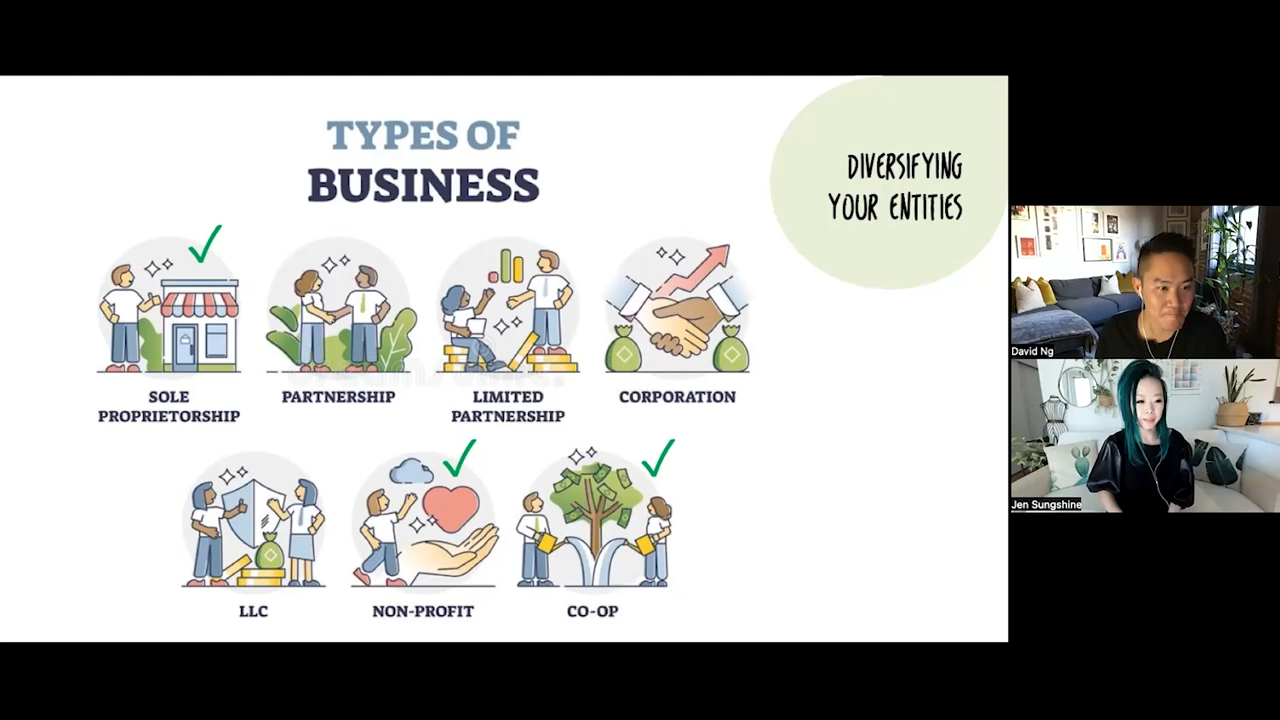 TYPES OF
BUSINESS
DIVERSIFYING
YOUR ENTITIES
SOLE
PROPRIETORSHIP
PARTNERSHIP
LIMITED
PARTNERSHIP
CORPORATION
LLC
NON-PROFIT
CO-OP
David Ng
Jen Sungshine